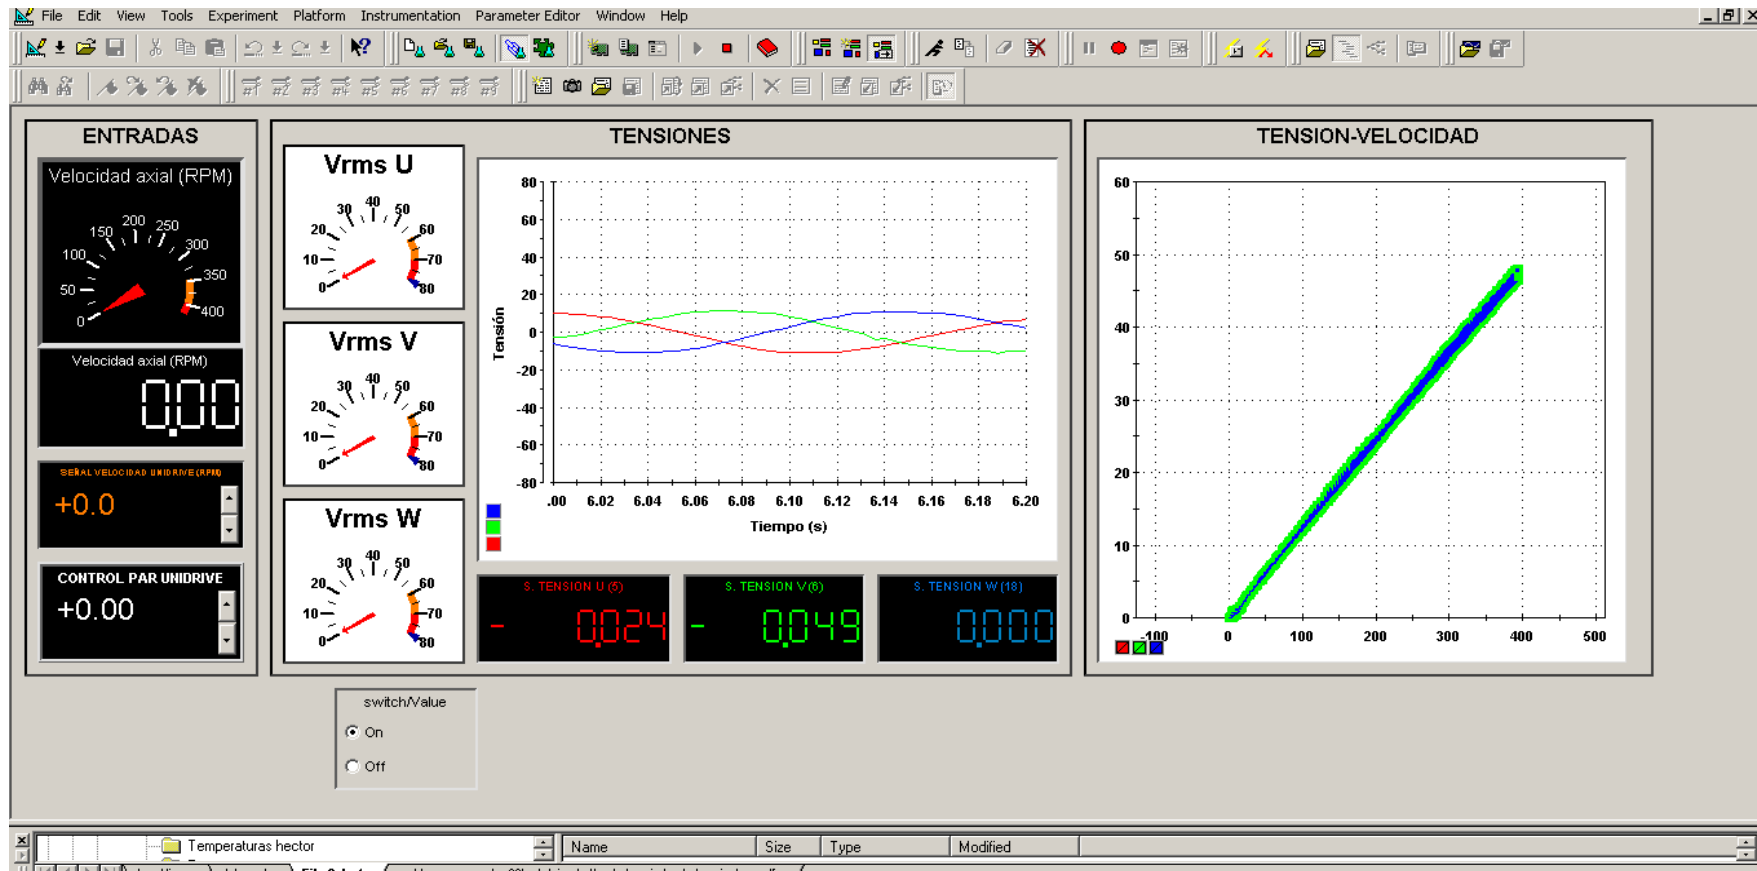 File Edit View Tools Experiment Platform Instrumentation Parameter Editor Window Help
ENTRADAS
Velocidad axial (RPM)
0 50 100 150 200 250 300 350 400
Velocidad axial (RPM)
0.00
SEÑAL VELOCIDAD UNIDRIVE (RPM)
+0.0
CONTROL PAR UNIDRIVE
+0.00
TENSIONES
Vrms U
0 10 20 30 40 50 60 70 80
Vrms V
0 10 20 30 40 50 60 70 80
Vrms W
0 10 20 30 40 50 60 70 80
Tensión
80
60
40
20
0
-20
-40
-60
-80
.00 6.02 6.04 6.06 6.08 6.10 6.12 6.14 6.16 6.18 6.20
Tiempo (s)
S. TENSION U (5)
- 0.024
S. TENSION V (6)
- 0.049
S. TENSION W (18)
0.000
TENSION-VELOCIDAD
60
50
40
30
20
10
0
-100 0 100 200 300 400 500
switch/Value
On
Off
Temperaturas hector
Name Size Type Modified